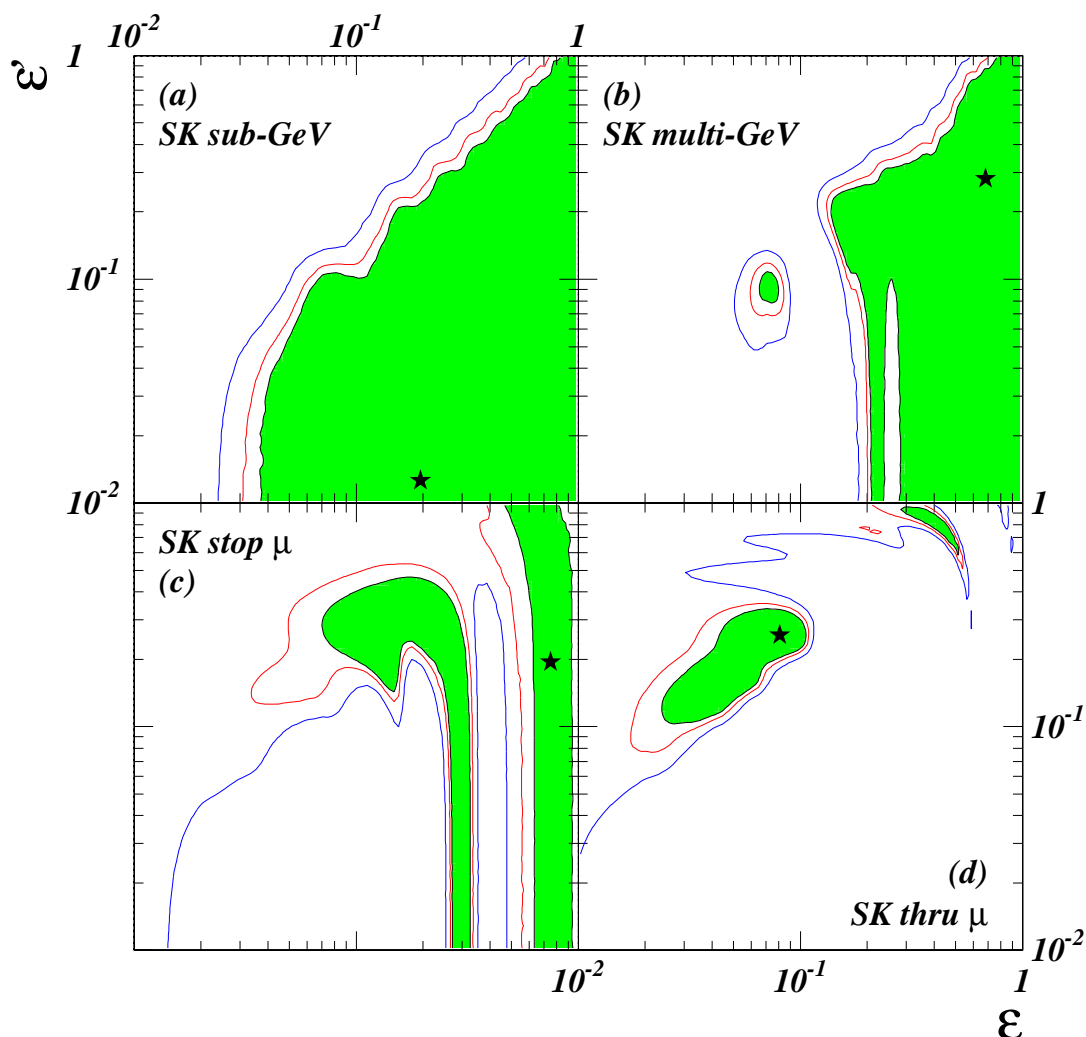 10⁻² 10⁻¹ 1
ε'
1
(a)
SK sub-GeV
(b)
SK multi-GeV
10⁻¹
10⁻²
1
SK stop μ
(c)
10⁻¹
(d)
SK thru μ
10⁻²
10⁻² 10⁻¹ 1
ε